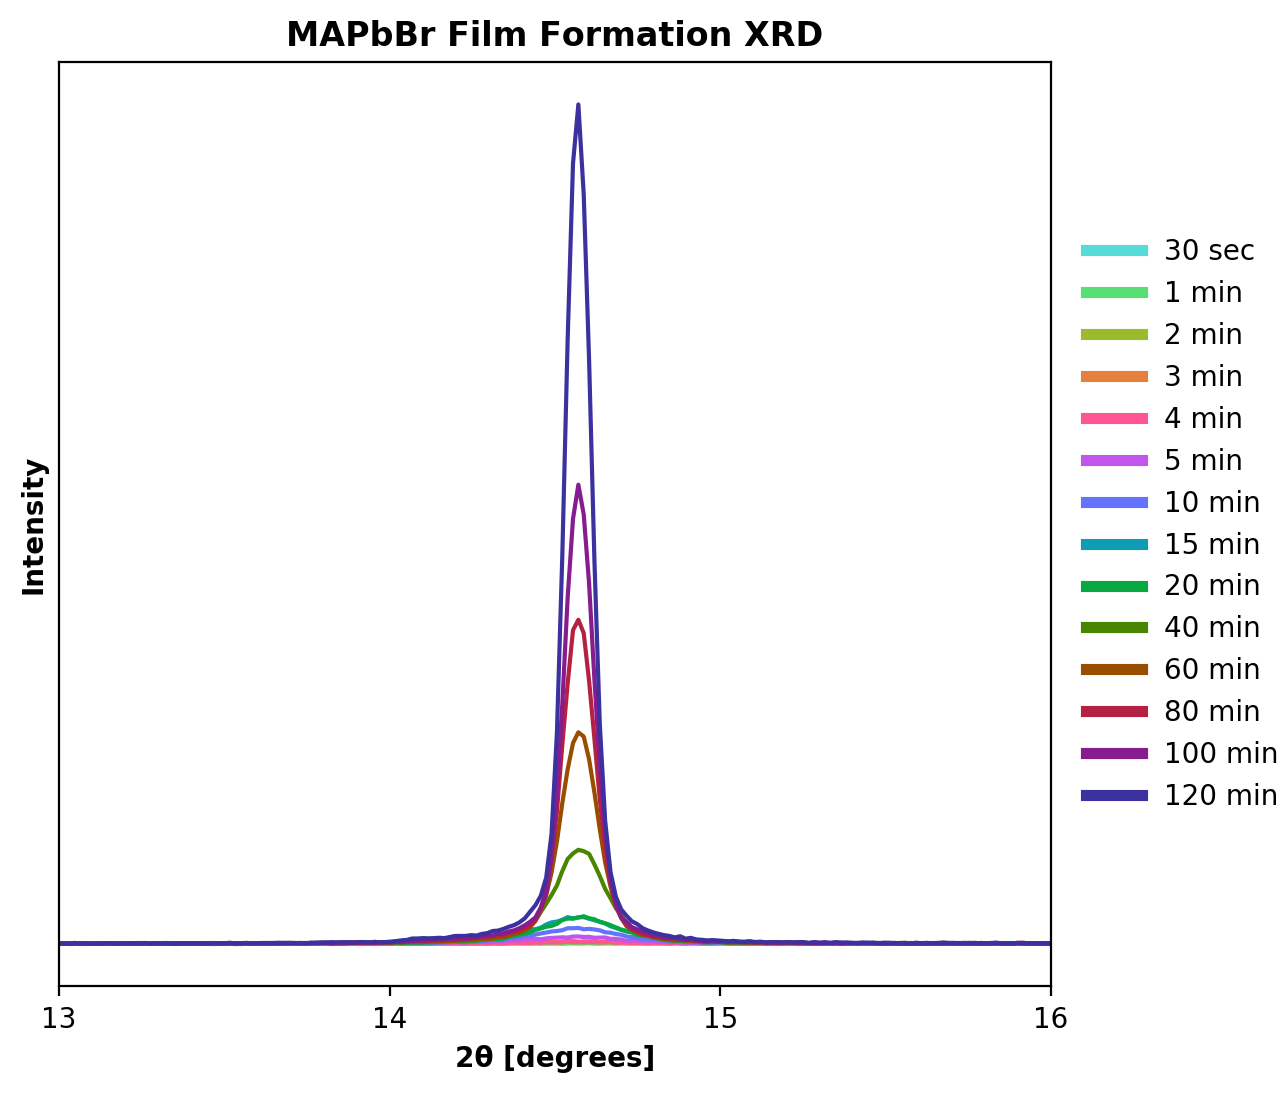 MAPbBr Film Formation XRD
Intensity
30 sec
1 min
2 min
3 min
4 min
5 min
10 min
15 min
20 min
40 min
60 min
80 min
100 min
120 min
13 14 15 16
2θ [degrees]